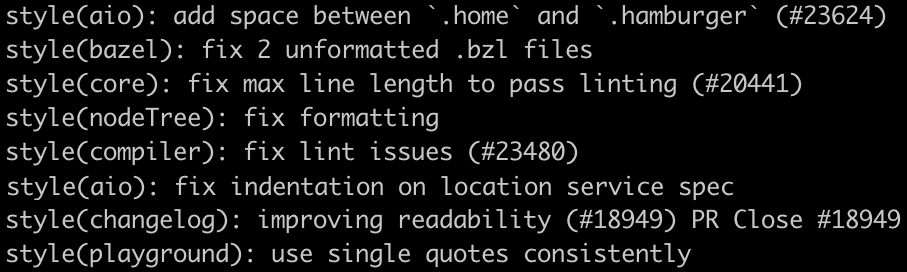 style(aio): add space between `.home` and `.hamburger` (#23624)
style(bazel): fix 2 unformatted .bzl files
style(core): fix max line length to pass linting (#20441)
style(nodeTree): fix formatting
style(compiler): fix lint issues (#23480)
style(aio): fix indentation on location service spec
style(changelog): improving readability (#18949) PR Close #18949
style(playground): use single quotes consistently